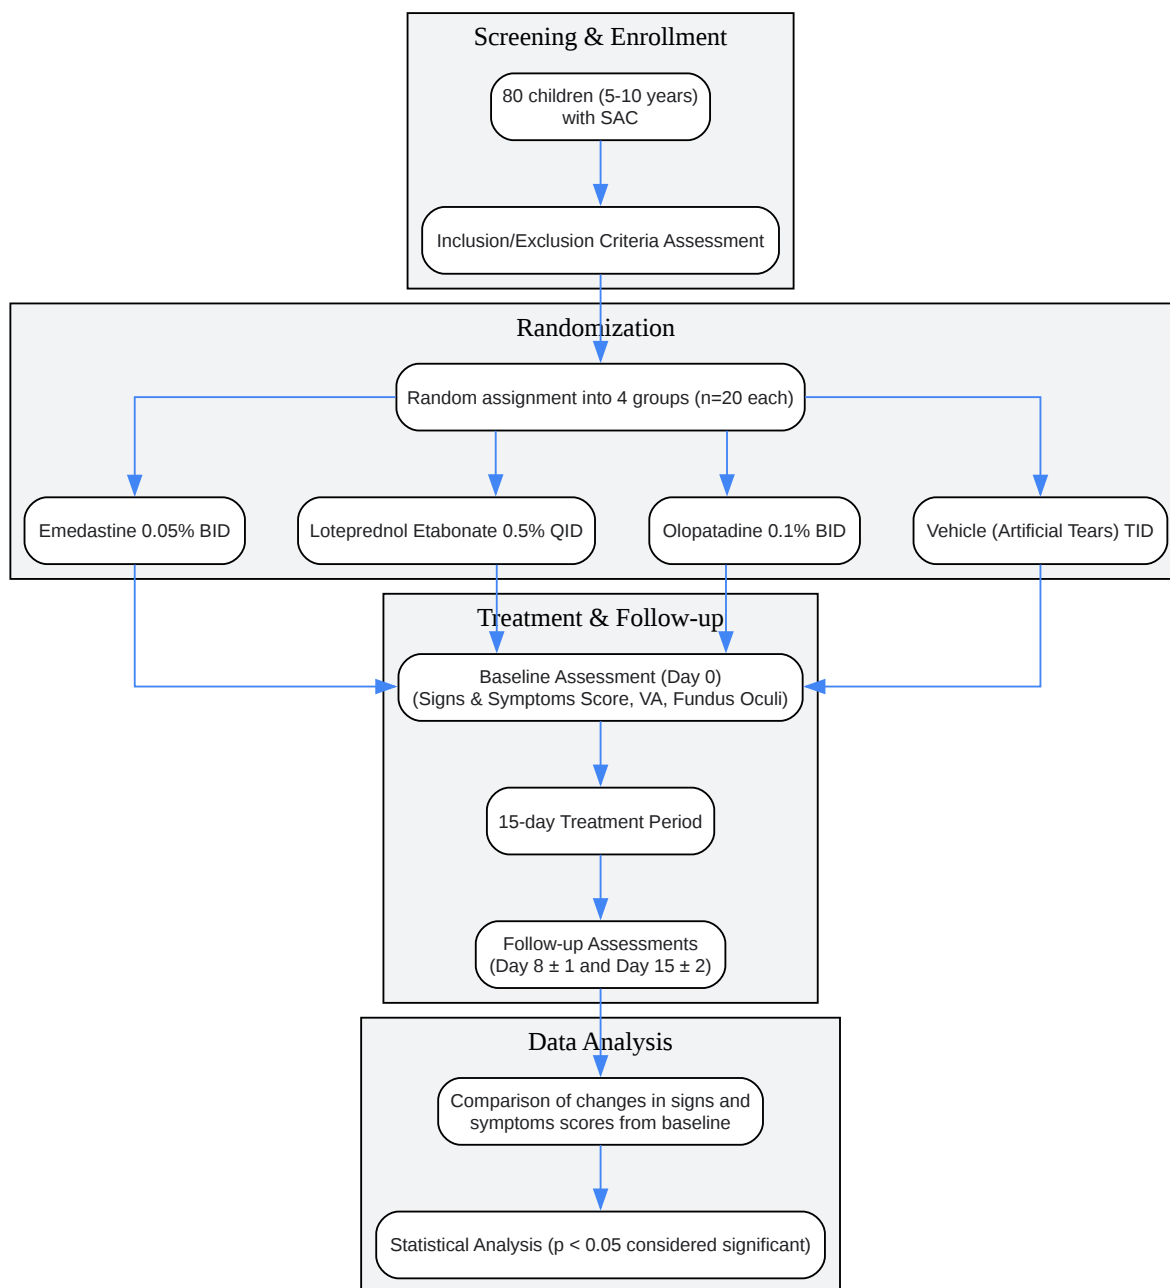 Screening & Enrollment
80 children (5-10 years)
with SAC
Inclusion/Exclusion Criteria Assessment
Randomization
Random assignment into 4 groups (n=20 each)
Emedastine 0.05% BID
Loteprednol Etabonate 0.5% QID
Olopatadine 0.1% BID
Vehicle (Artificial Tears) TID
Treatment & Follow-up
Baseline Assessment (Day 0)
(Signs & Symptoms Score, VA, Fundus Oculi)
15-day Treatment Period
Follow-up Assessments
(Day 8 ± 1 and Day 15 ± 2)
Data Analysis
Comparison of changes in signs and
symptoms scores from baseline
Statistical Analysis (p < 0.05 considered significant)